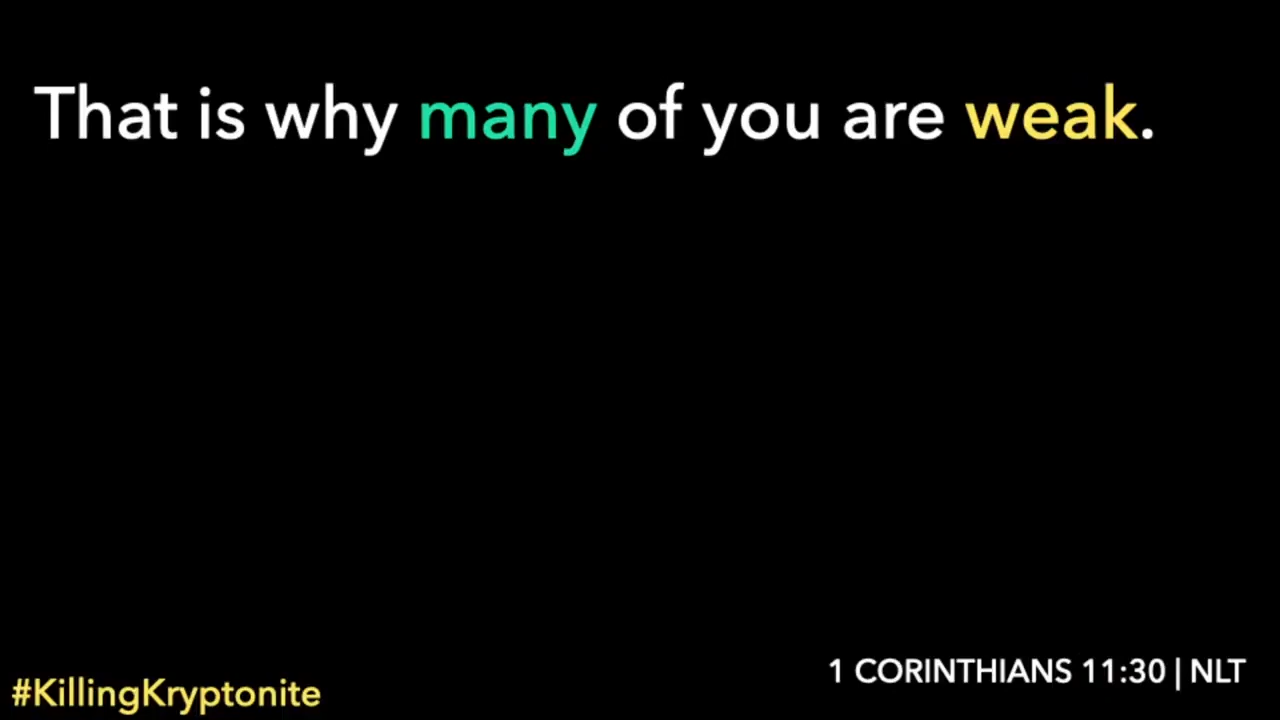 That is why many of you are weak.
1 CORINTHIANS 11:30 | NLT
#KillingKryptonite